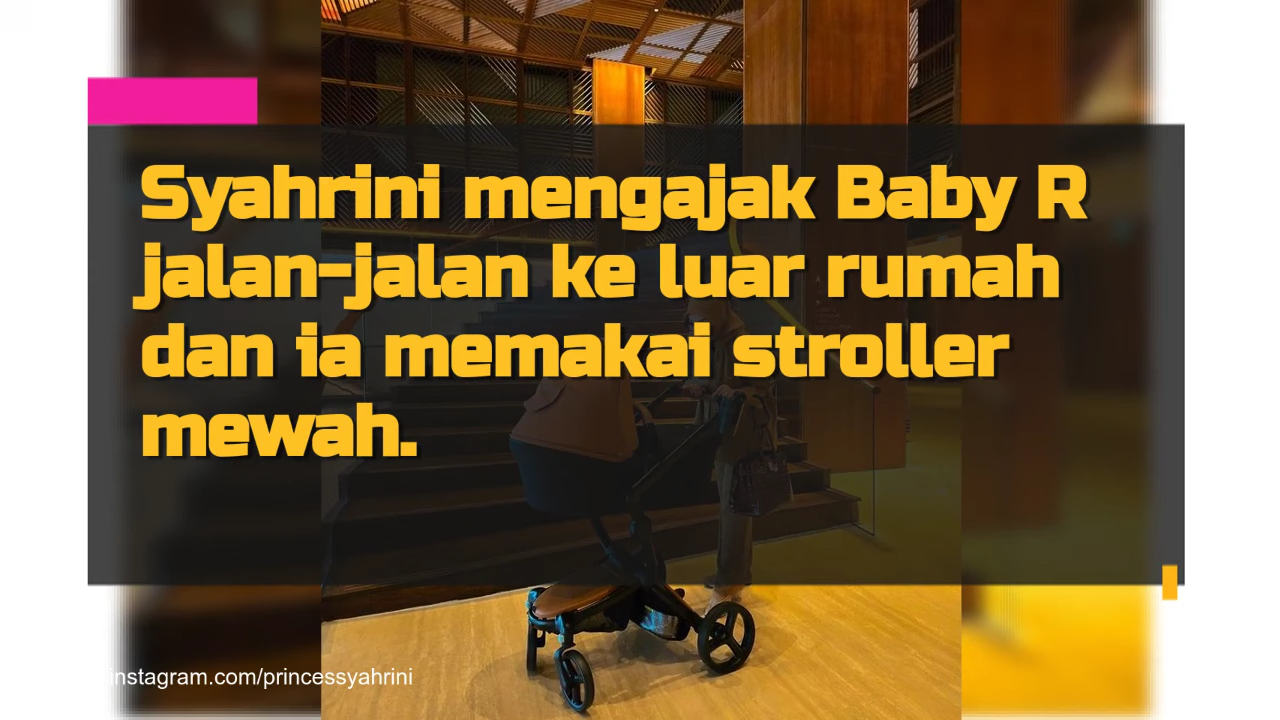 Syahrini mengajak Baby R
jalan-jalan ke luar rumah
dan ia memakai stroller
mewah.
instagram.com/princessyahrini